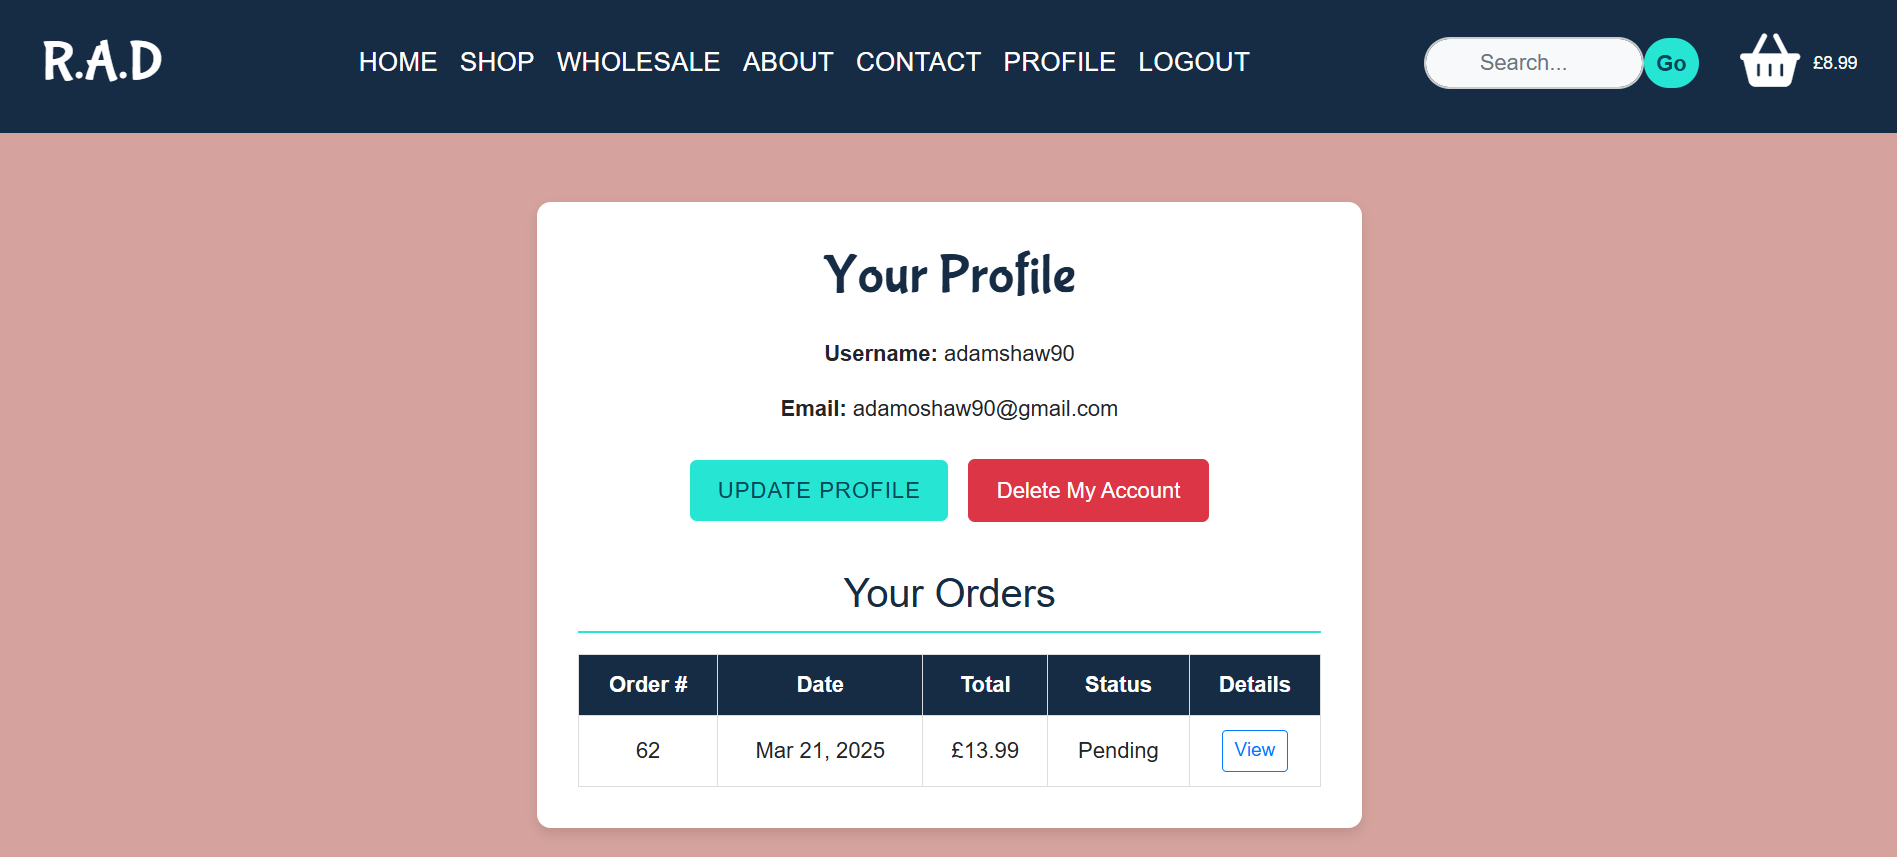 R.A.D
HOME SHOP WHOLESALE ABOUT CONTACT PROFILE LOGOUT
Search... Go £8.99
Your Profile
Username: adamshaw90
Email: adamoshaw90@gmail.com
UPDATE PROFILE Delete My Account
Your Orders
Order # Date Total Status Details
62 Mar 21, 2025 £13.99 Pending View